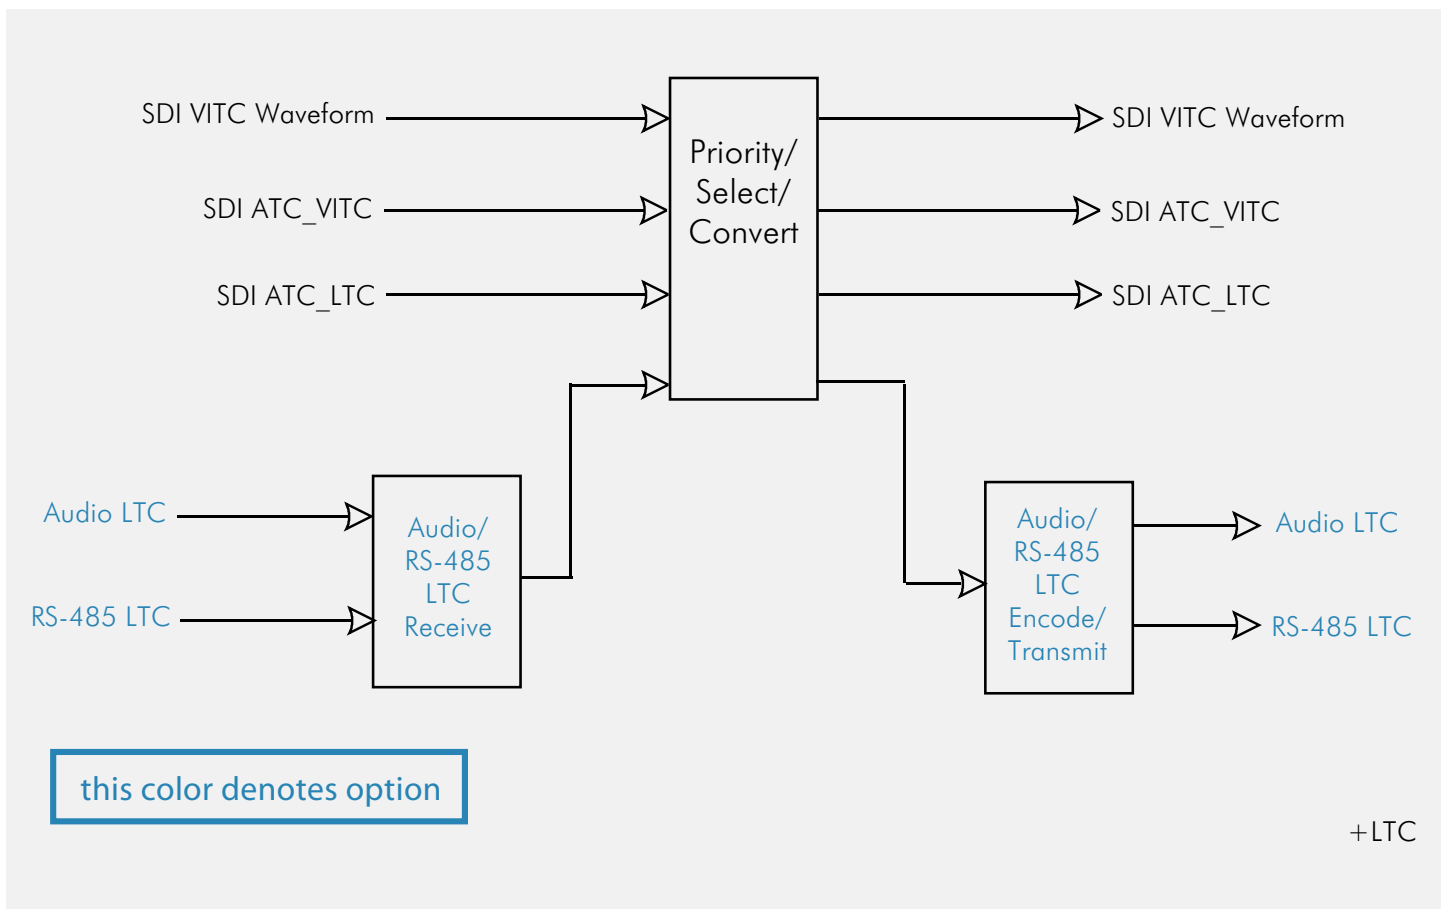 SDI VITC Waveform
SDI ATC_VITC
SDI ATC_LTC
Priority/
Select/
Convert
SDI VITC Waveform
SDI ATC_VITC
SDI ATC_LTC
Audio LTC
RS-485 LTC
Audio/
RS-485
LTC
Receive
Audio/
RS-485
LTC
Encode/
Transmit
Audio LTC
RS-485 LTC
this color denotes option
+LTC